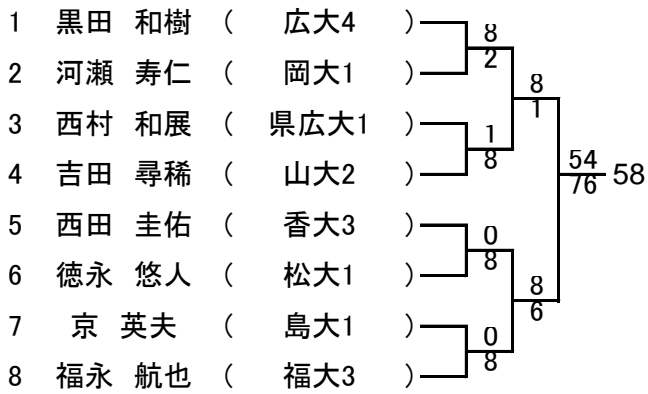 1 黒田 和樹 ( 広大4 )
8
2
2 河瀬 寿仁 ( 岡大1 )
8
1
3 西村 和展 ( 県広大1 )
1
8
4 吉田 尋稀 ( 山大2 )
54
76
58
5 西田 圭佑 ( 香大3 )
0
8
6 徳永 悠人 ( 松大1 )
8
6
7 京 英夫 ( 島大1 )
0
8
8 福永 航也 ( 福大3 )